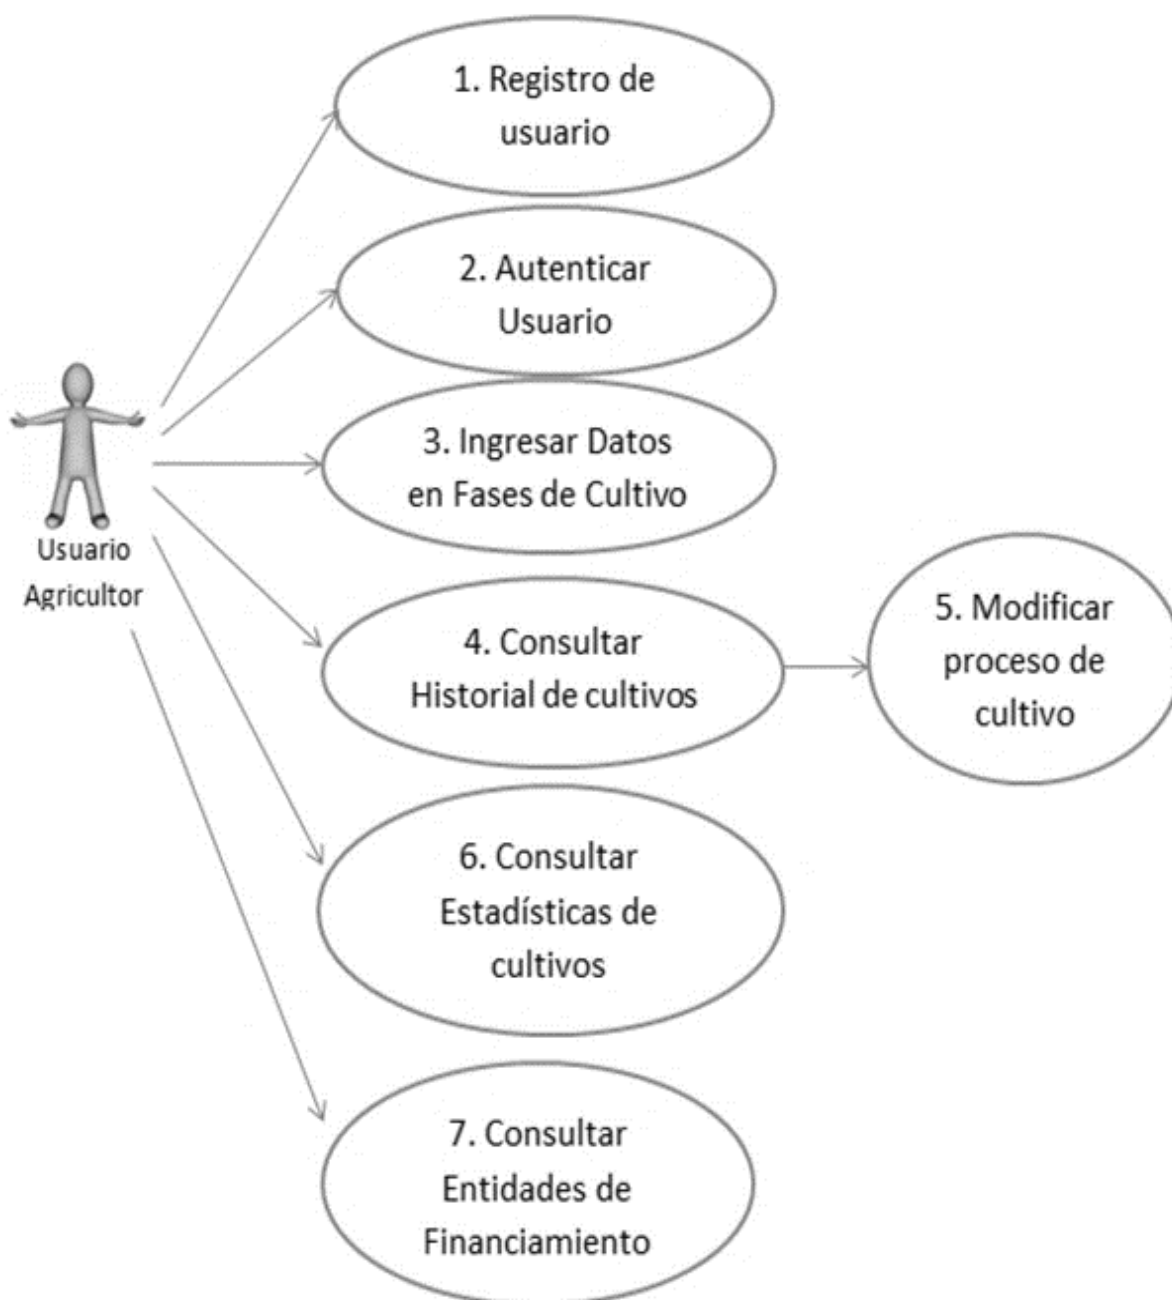 1. Registro de
usuario
2. Autenticar
Usuario
3. Ingresar Datos
en Fases de Cultivo
Usuario
Agricultor
4. Consultar
Historial de cultivos
5. Modificar
proceso de
cultivo
6. Consultar
Estadísticas de
cultivos
7. Consultar
Entidades de
Financiamiento